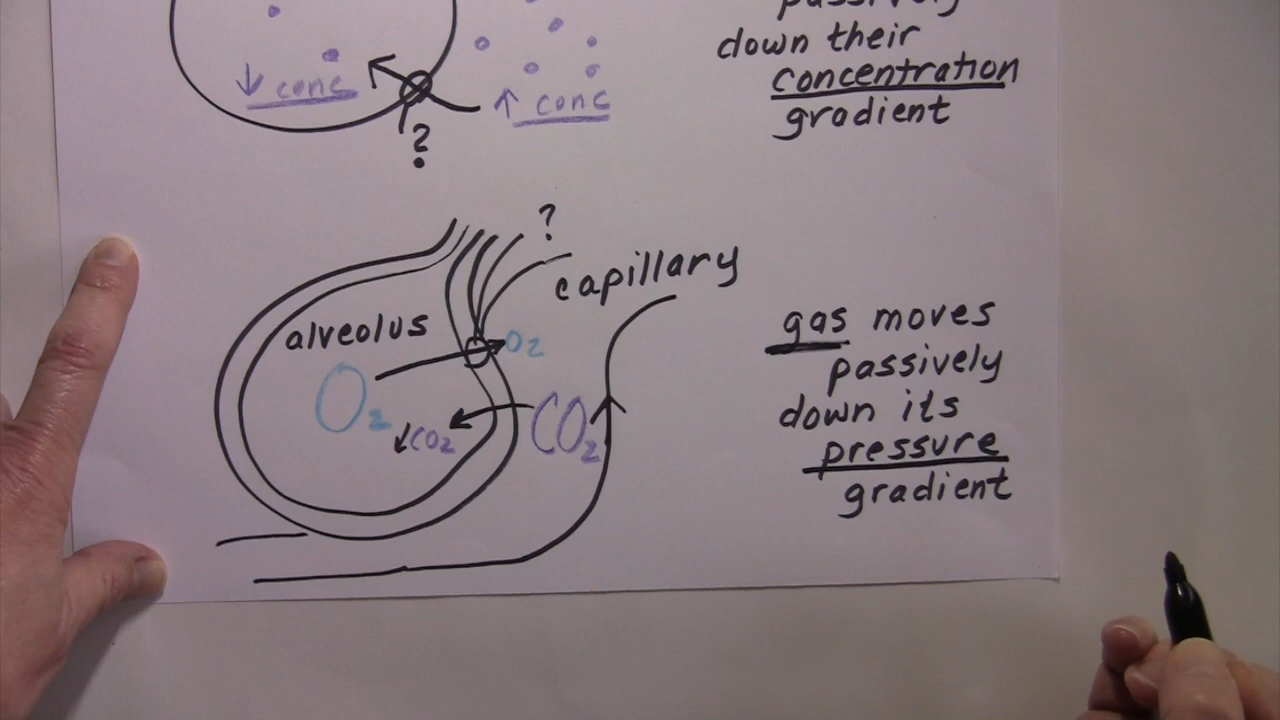 passively
down their
concentration
gradient
↓ conc
↑ conc
?
?
capillary
alveolus
O2
O2
CO2
↓CO2
gas moves
passively
down its
pressure
gradient